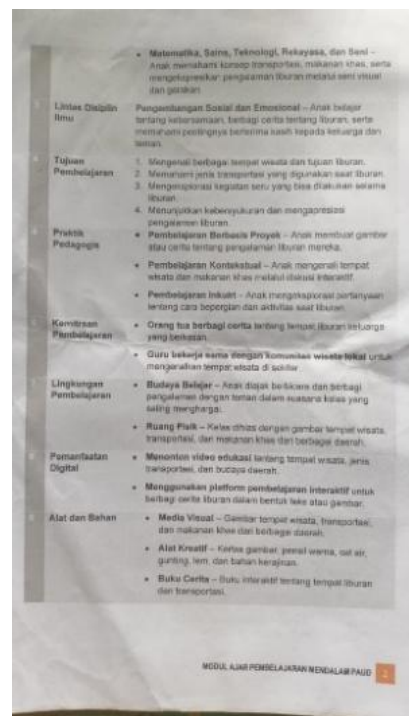 • Matematika, Sains, Teknologi, Rekayasa, dan Seni –
Anak memahami konsep transportasi, makanan khas, serta
mengekspresikan pengalaman liburan melalui seni visual
dan gerakan.
Lintas Disiplin
Ilmu
Pengembangan Sosial dan Emosional – Anak belajar
tentang kebersamaan, berbagi cerita tentang liburan, serta
memahami pentingnya berterima kasih kepada keluarga dan
teman.
Tujuan
Pembelajaran
1. Mengenali berbagai tempat wisata dan tujuan liburan.
2. Memahami jenis transportasi yang digunakan saat liburan.
3. Mengeksplorasi kegiatan seru yang bisa dilakukan selama
liburan.
4. Menunjukkan kebersyukuran dan mengapresiasi
pengalaman liburan.
Praktik
Pedagogis
• Pembelajaran Berbasis Proyek – Anak membuat gambar
atau cerita tentang pengalaman liburan mereka.
• Pembelajaran Kontekstual – Anak mengenali tempat
wisata dan makanan khas melalui diskusi interaktif.
• Pembelajaran Inkuiri – Anak mengeksplorasi pertanyaan
tentang cara bepergian dan aktivitas saat liburan.
Kemitraan
Pembelajaran
• Orang tua berbagi cerita tentang tempat liburan keluarga
yang berkesan.
• Guru bekerja sama dengan komunitas wisata lokal untuk
mengenalkan tempat wisata di sekitar.
Lingkungan
Pembelajaran
• Budaya Belajar – Anak diajak berbicara dan berbagi
pengalaman dengan teman dalam suasana kelas yang
saling menghargai.
• Ruang Fisik – Kelas dihias dengan gambar tempat wisata,
transportasi, dan makanan khas dari berbagai daerah.
Pemanfaatan
Digital
• Menonton video edukasi tentang tempat wisata, jenis
transportasi, dan budaya daerah.
• Menggunakan platform pembelajaran interaktif untuk
berbagi cerita liburan dalam bentuk teks atau gambar.
Alat dan Bahan
• Media Visual – Gambar tempat wisata, transportasi,
dan makanan khas dari berbagai daerah.
• Alat Kreatif – Kertas gambar, pensil warna, cat air,
gunting, lem, dan bahan kerajinan.
• Buku Cerita – Buku interaktif tentang tempat liburan
dan transportasi.
MODUL AJAR PEMBELAJARAN MENDALAM PAUD